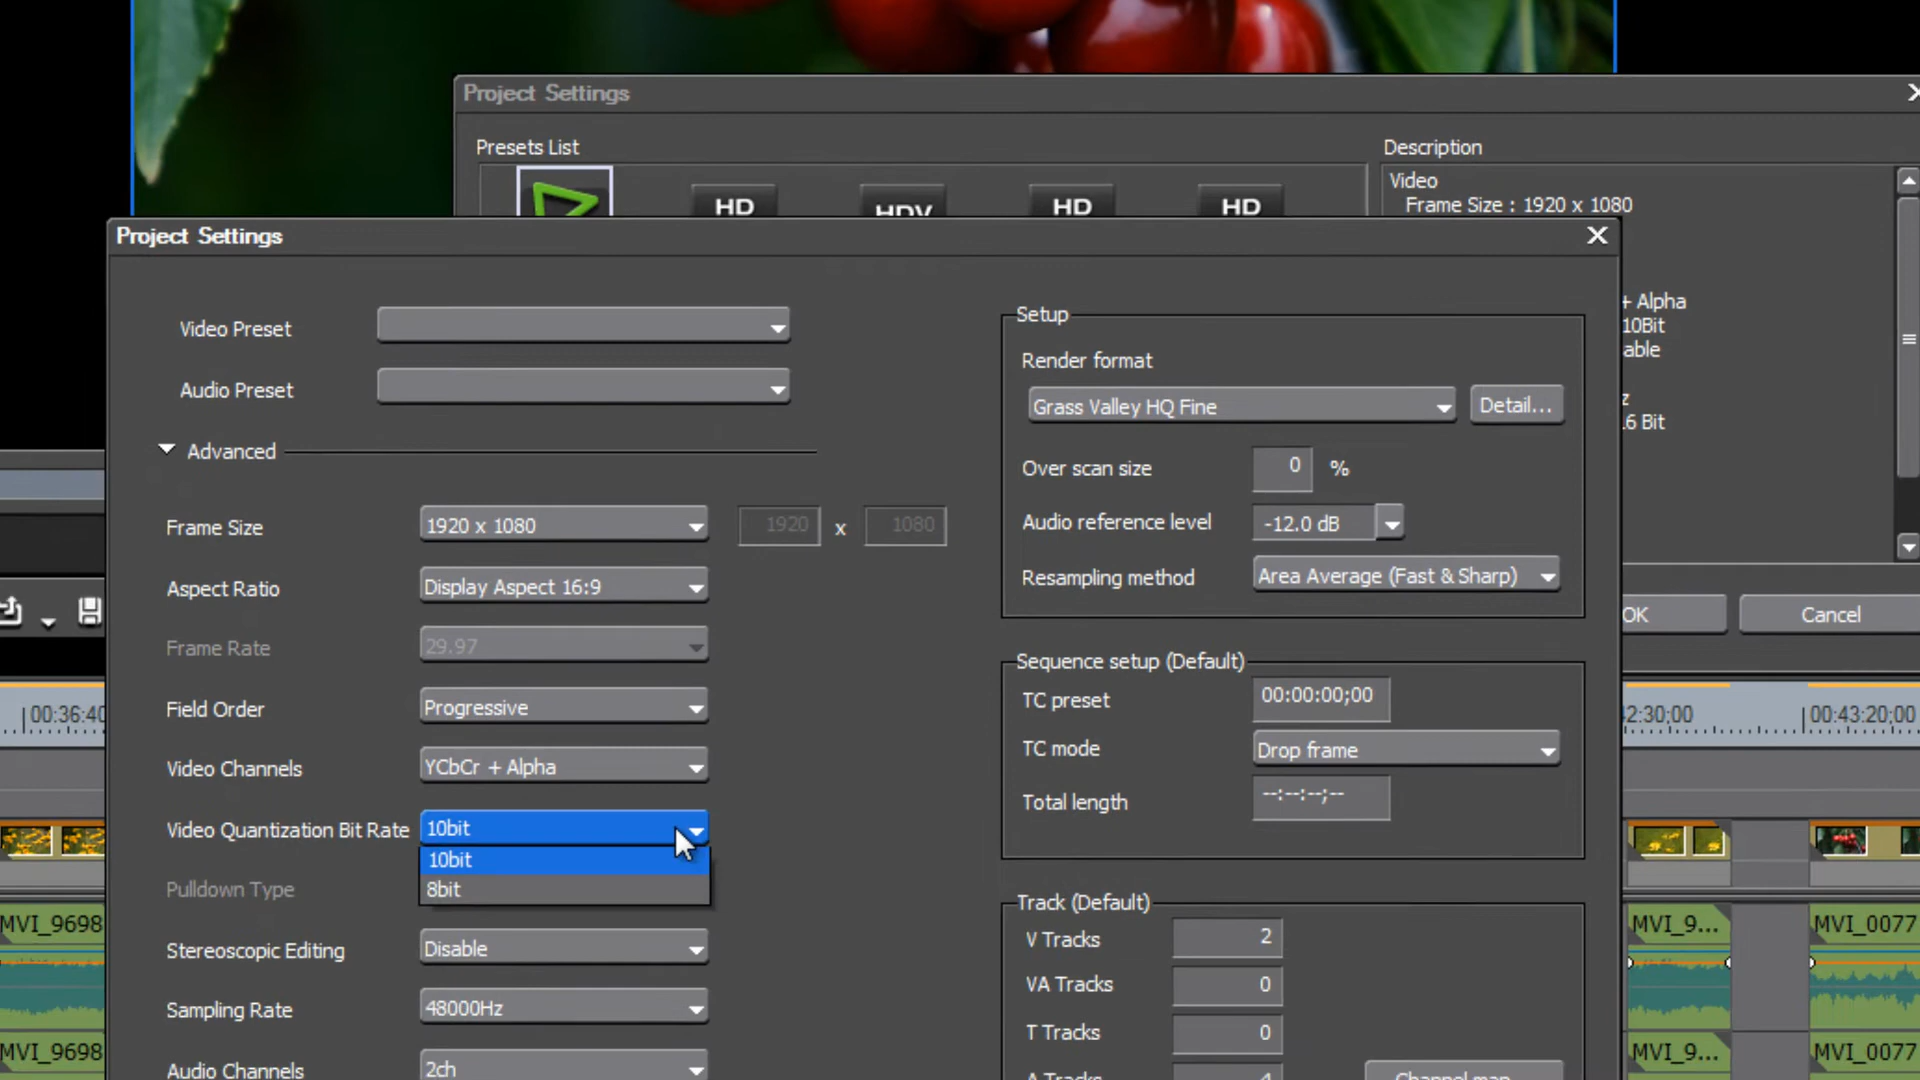 Project Settings
Presets List
Description
HD
HDV
HD
HD
Video
Frame Size : 1920 x 1080
Project Settings
+ Alpha
10Bit
able
z
6 Bit
OK
Cancel
Video Preset
Audio Preset
Advanced
Frame Size
1920 x 1080
1920
x
1080
Aspect Ratio
Display Aspect 16:9
Frame Rate
29.97
Field Order
Progressive
Video Channels
YCbCr + Alpha
Video Quantization Bit Rate
10bit
10bit
8bit
Pulldown Type
Stereoscopic Editing
Disable
Sampling Rate
48000Hz
Audio Channels
2ch
Setup
Render format
Grass Valley HQ Fine
Detail...
Over scan size
0
%
Audio reference level
-12.0 dB
Resampling method
Area Average (Fast & Sharp)
Sequence setup (Default)
TC preset
00:00:00;00
TC mode
Drop frame
Total length
--:--:--;--
Track (Default)
V Tracks
2
VA Tracks
0
T Tracks
0
A Tracks
4
Channel map...
00:36:40
2:30;00
00:43:20;00
MVI_9698
MVI_9...
MVI_0077
MVI_9698
MVI_9...
MVI_0077